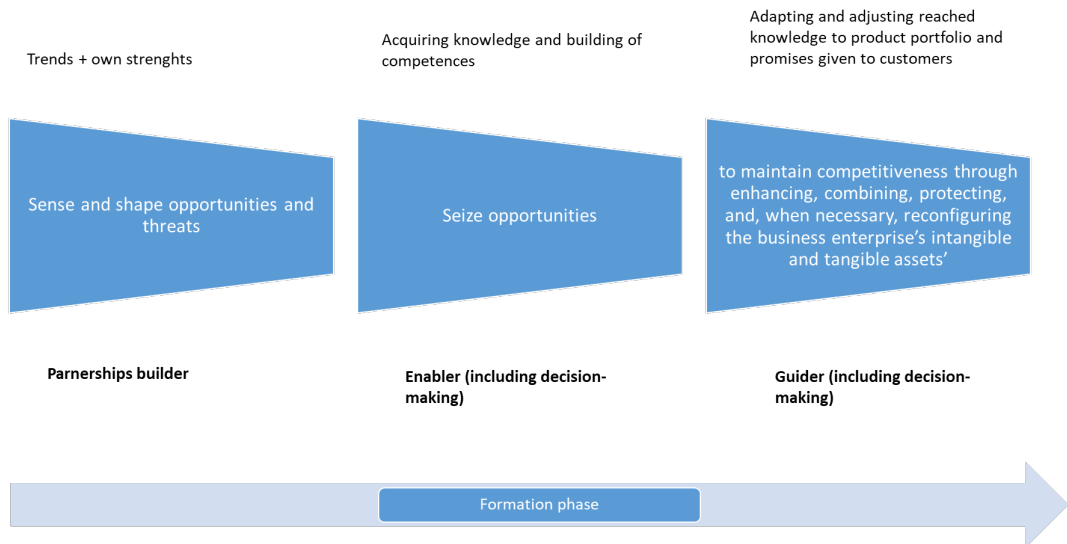 Trends + own strenghts
Acquiring knowledge and building of
competences
Adapting and adjusting reached
knowledge to product portfolio and
promises given to customers
Sense and shape opportunities and
threats
Seize opportunities
to maintain competitiveness through
enhancing, combining, protecting,
and, when necessary, reconfiguring
the business enterprise’s intangible
and tangible assets’
Parnerships builder
Enabler (including decision-
making)
Guider (including decision-
making)
Formation phase